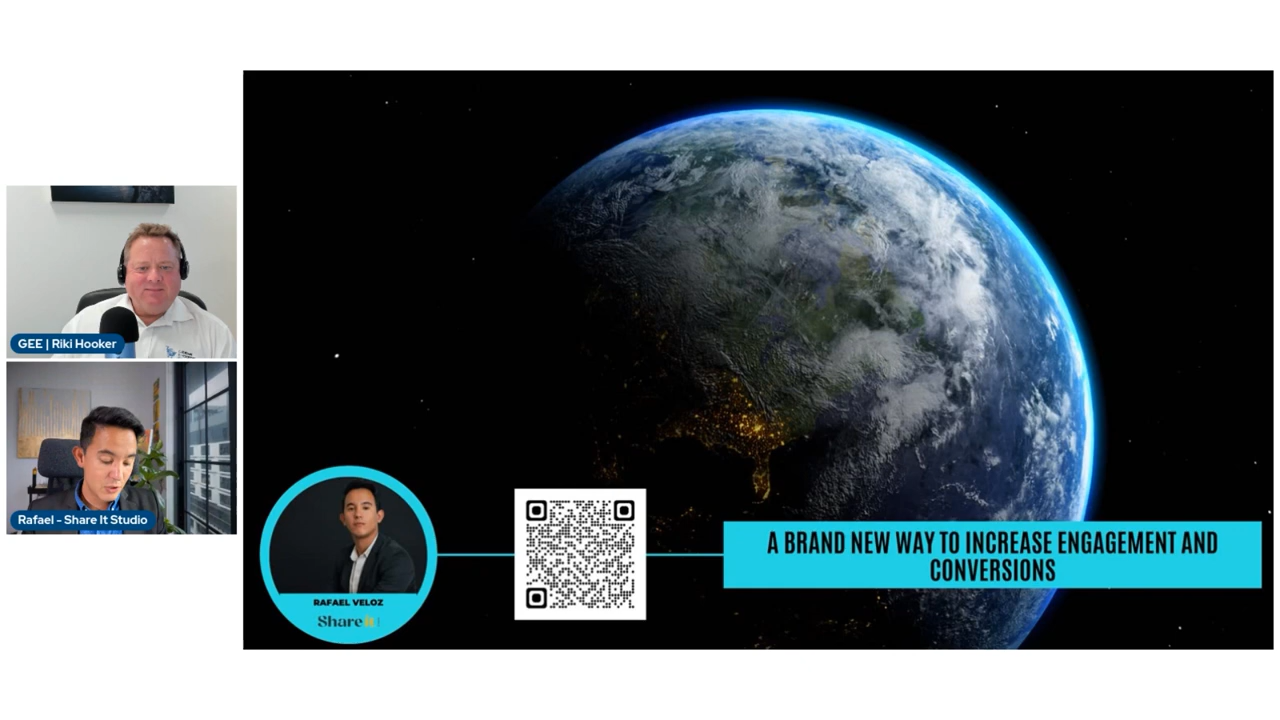 GEE | Riki Hooker
Rafael - Share It Studio
RAFAEL VELOZ
Share it
A BRAND NEW WAY TO INCREASE ENGAGEMENT AND
CONVERSIONS